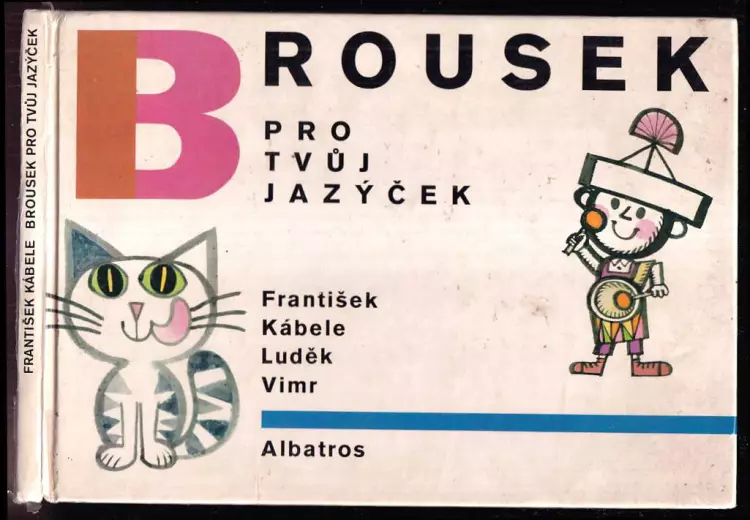 BROUSEK
PRO
TVŮJ
JAZÝČEK
František
Kábele
Luděk
Vimr
Albatros
FRANTIŠEK KÁBELE BROUSEK PRO TVŮJ JAZÝČEK